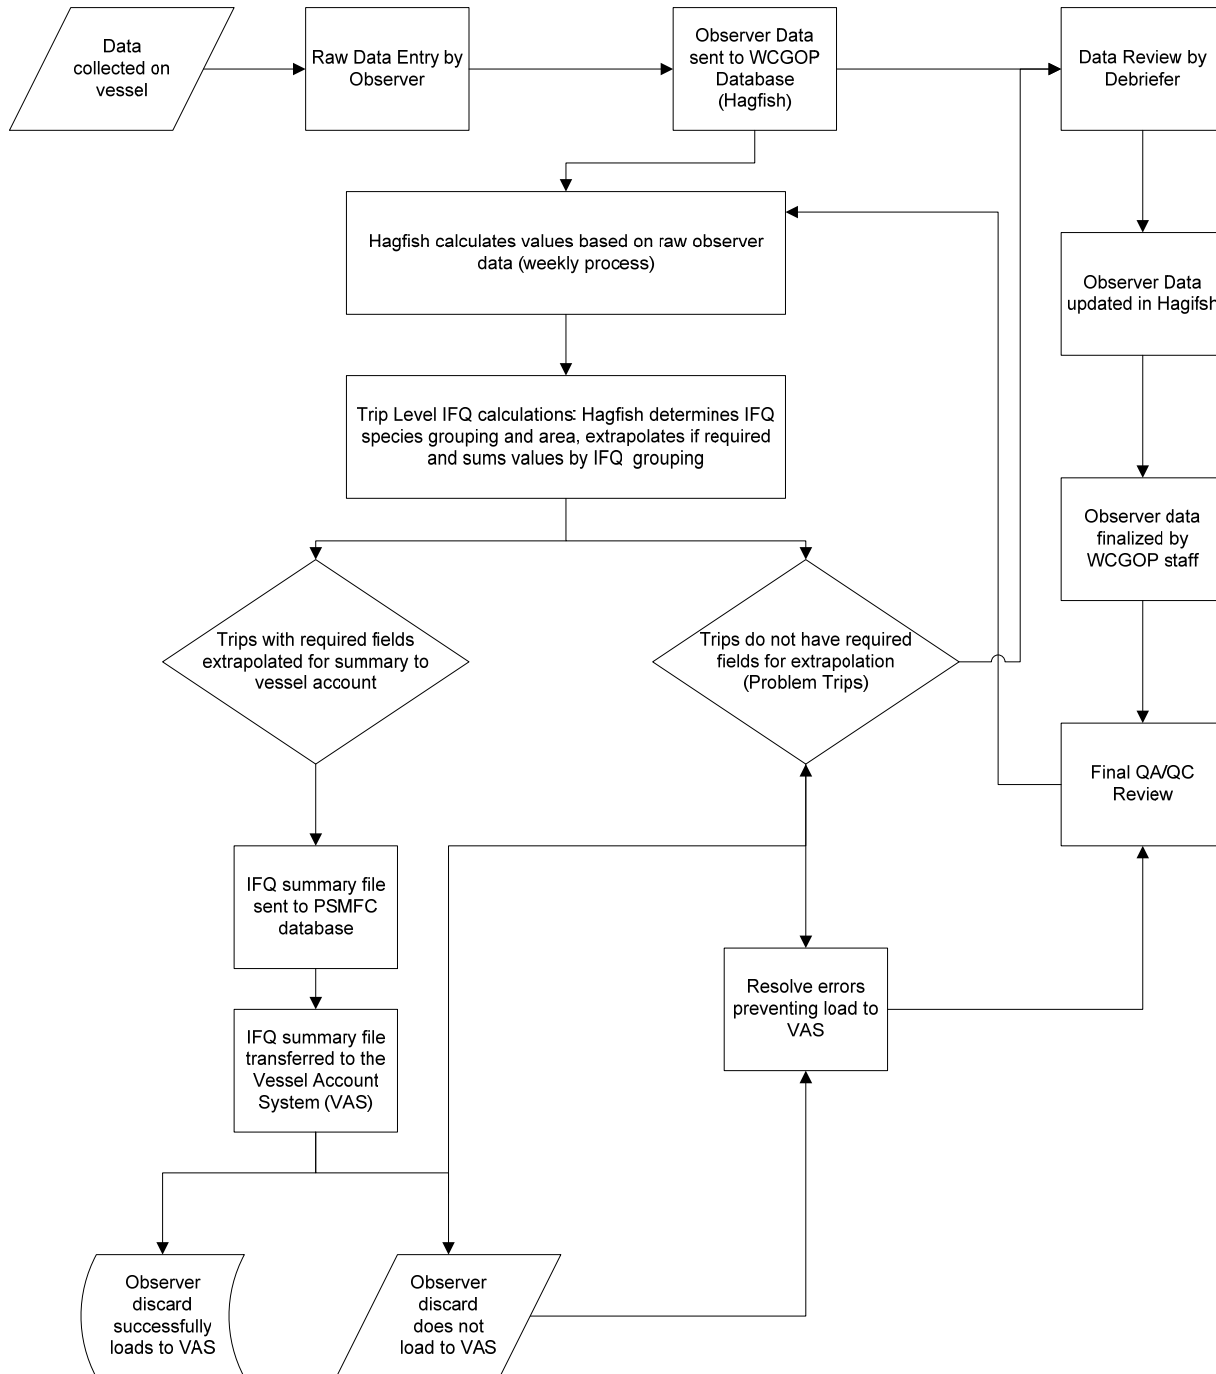 Data
collected on
vessel
Raw Data Entry by
Observer
Observer Data
sent to WCGOP
Database
(Hagfish)
Data Review by
Debriefer
Hagfish calculates values based on raw observer
data (weekly process)
Observer Data
updated in Hagifsh
Trip Level IFQ calculations: Hagfish determines IFQ
species grouping and area, extrapolates if required
and sums values by IFQ grouping
Observer data
finalized by
WCGOP staff
Trips with required fields
extrapolated for summary to
vessel account
Trips do not have required
fields for extrapolation
(Problem Trips)
Final QA/QC
Review
IFQ summary file
sent to PSMFC
database
Resolve errors
preventing load to
VAS
IFQ summary file
transferred to the
Vessel Account
System (VAS)
Observer
discard
successfully
loads to VAS
Observer
discard
does not
load to VAS